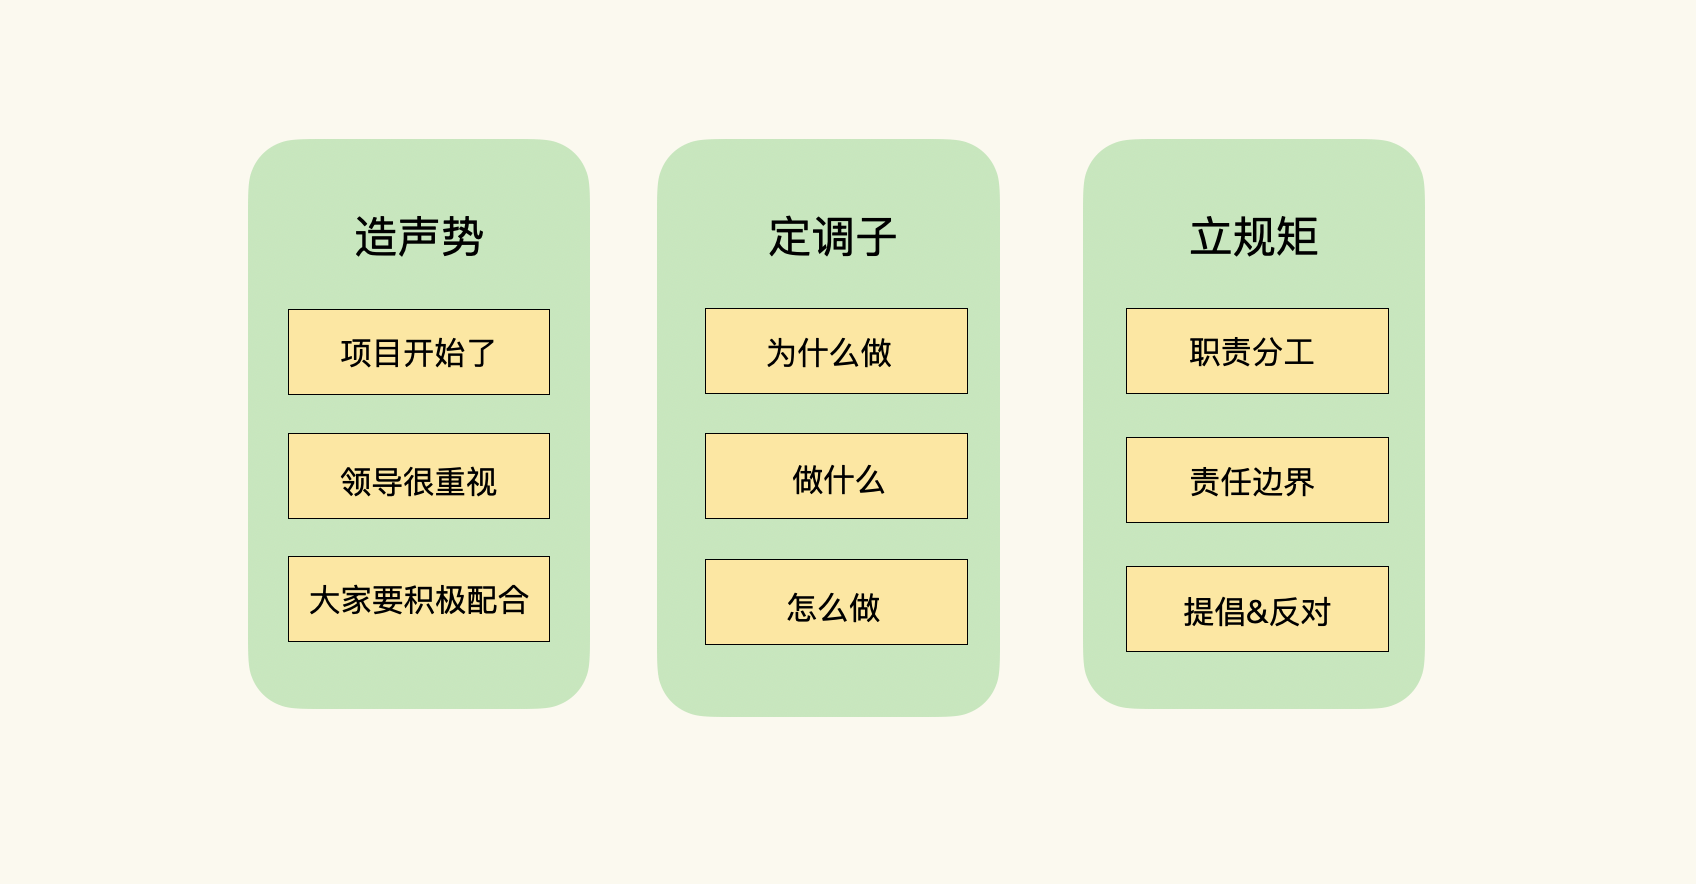 造声势
项目开始了
领导很重视
大家要积极配合
定调子
为什么做
做什么
怎么做
立规矩
职责分工
责任边界
提倡&反对